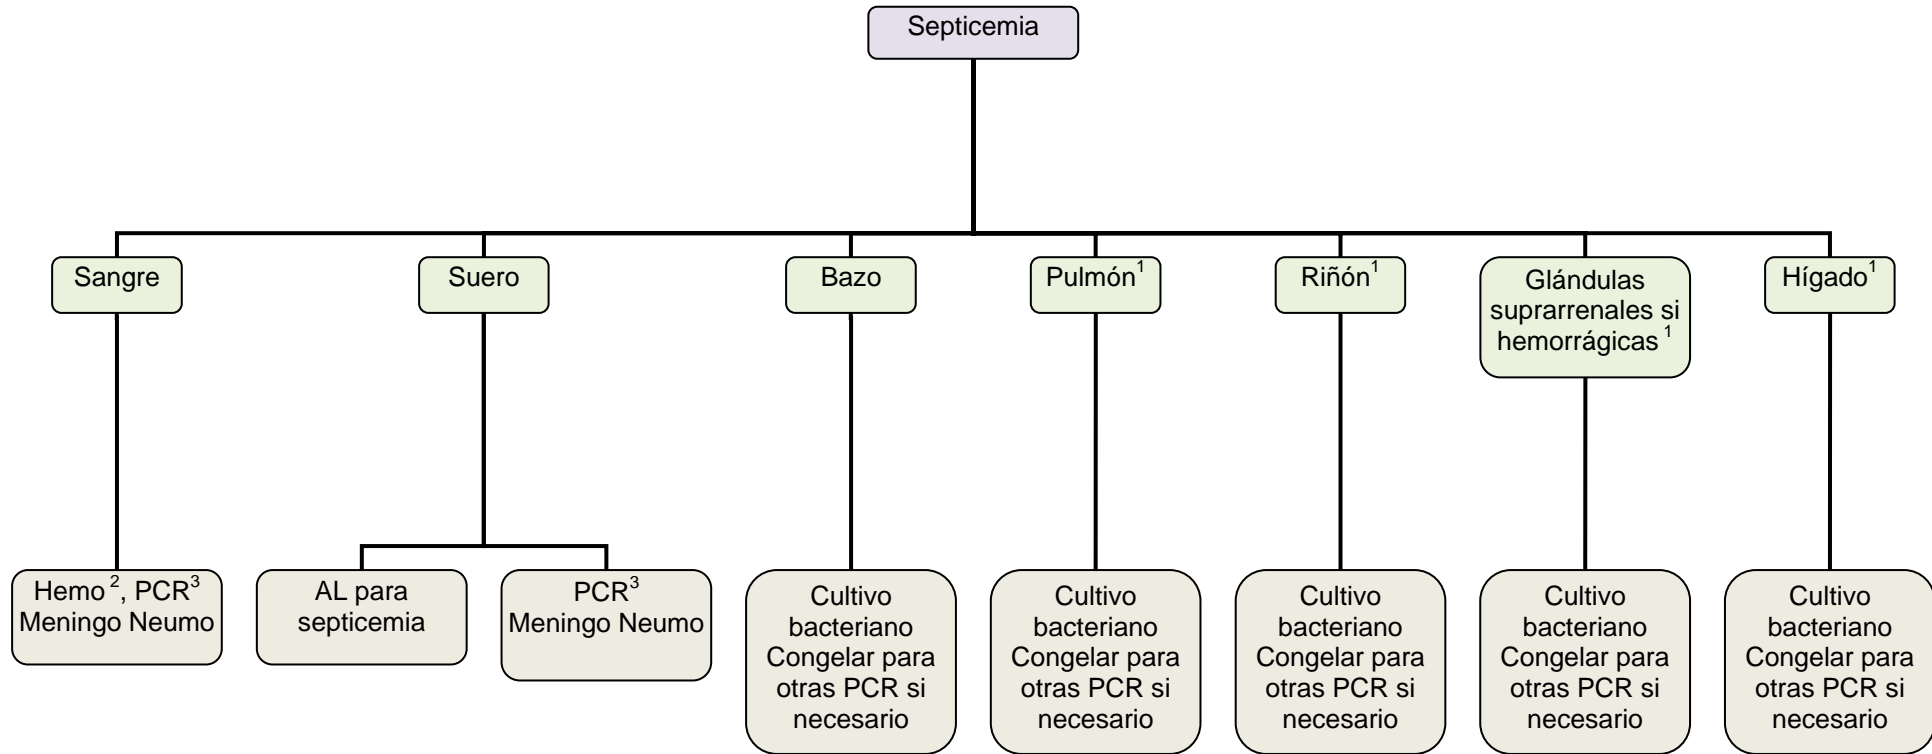 Septicemia
Sangre
Suero
Bazo
Pulmón¹
Riñón¹
Glándulas
suprarrenales si
hemorrágicas ¹
Hígado¹
Hemo ², PCR³
Meningo Neumo
AL para
septicemia
PCR³
Meningo Neumo
Cultivo
bacteriano
Congelar para
otras PCR si
necesario
Cultivo
bacteriano
Congelar para
otras PCR si
necesario
Cultivo
bacteriano
Congelar para
otras PCR si
necesario
Cultivo
bacteriano
Congelar para
otras PCR si
necesario
Cultivo
bacteriano
Congelar para
otras PCR si
necesario